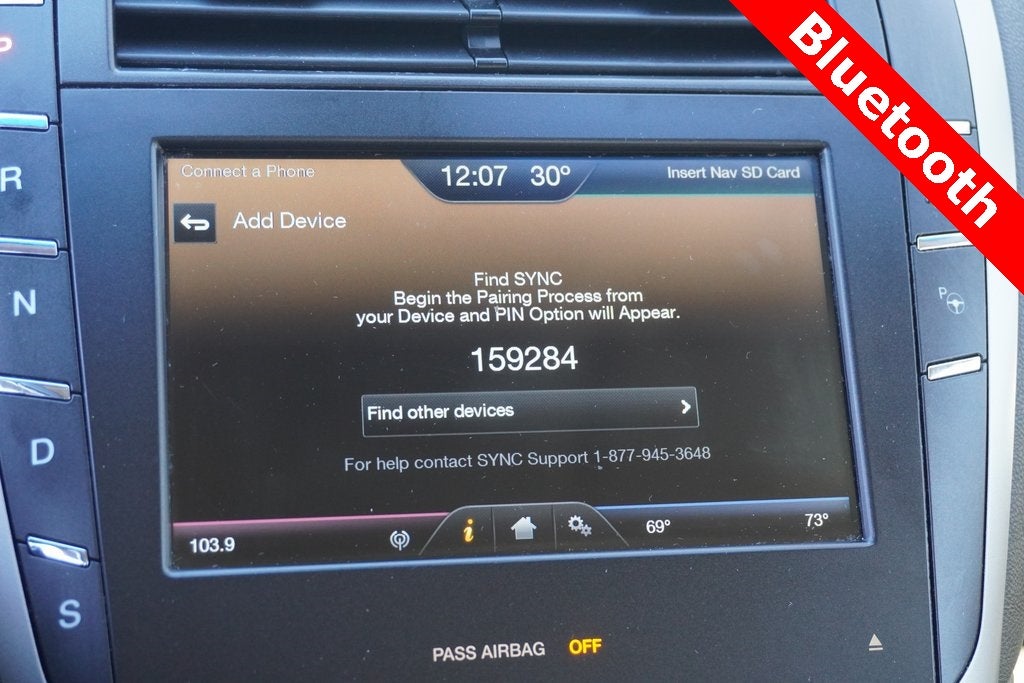 Bluetooth
Connect a Phone
12:07 30°
Insert Nav SD Card
Add Device
Find SYNC
Begin the Pairing Process from
your Device and PIN Option will Appear.
159284
Find other devices
For help contact SYNC Support 1-877-945-3648
103.9
i
69°
73°
R
N
D
S
P
PASS AIRBAG OFF